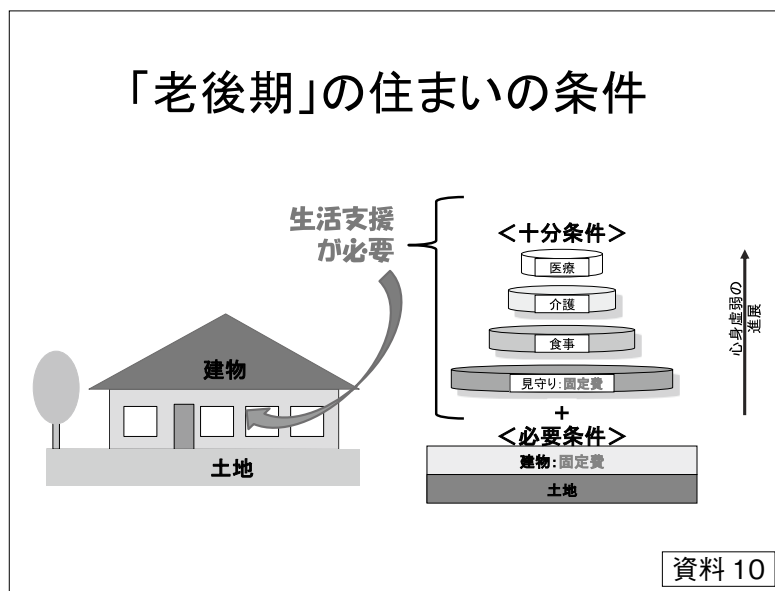 「老後期」の住まいの条件
生活支援
が必要
建物
土地
＜十分条件＞
医療
介護
食事
見守り：固定費
＋
＜必要条件＞
建物：固定費
土地
心身虚弱の
進展
資料 10